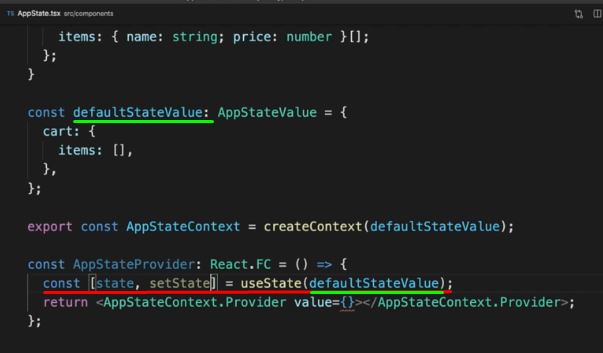 TS AppState.tsx src/components
items: { name: string; price: number }[];
};
}
const defaultStateValue: AppStateValue = {
cart: {
items: [],
},
};
export const AppStateContext = createContext(defaultStateValue);
const AppStateProvider: React.FC = () => {
const [state, setState] = useState(defaultStateValue);
return <AppStateContext.Provider value={}></AppStateContext.Provider>;
};